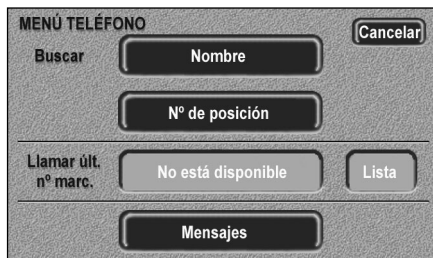 MENÚ TELÉFONO
Cancelar
Buscar
Nombre
Nº de posición
Llamar últ.
nº marc.
No está disponible
Lista
Mensajes